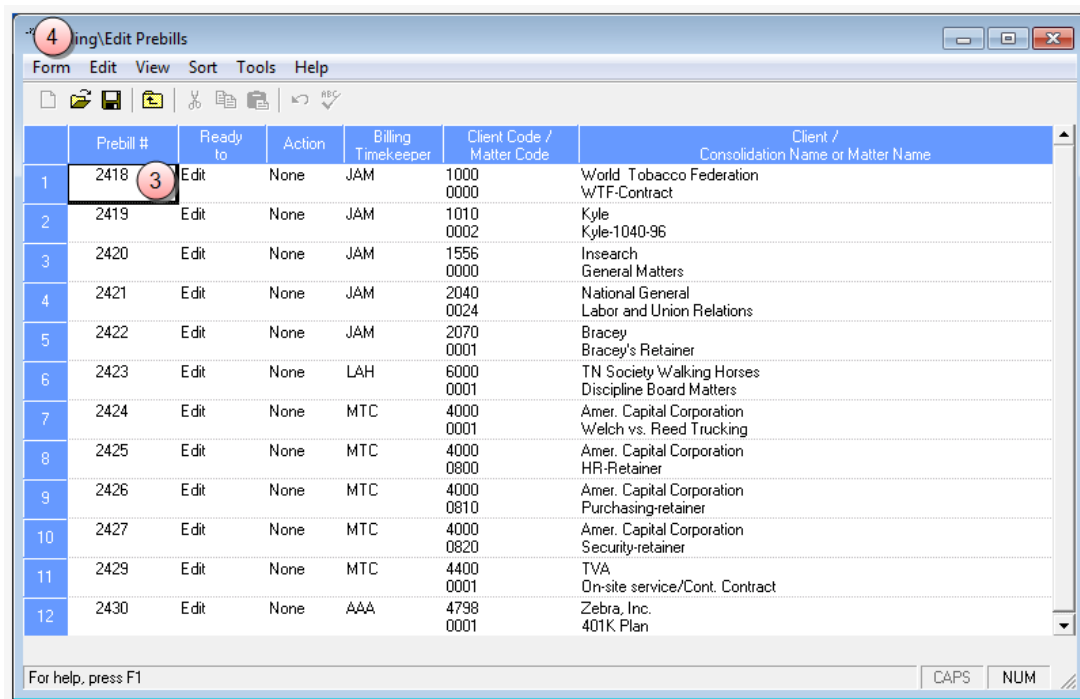 4 ing\Edit Prebills
Form Edit View Sort Tools Help
ABC
Prebill # Ready to Action Billing Timekeeper Client Code / Matter Code Client / Consolidation Name or Matter Name
1 2418 3 Edit None JAM 1000 World Tobacco Federation
0000 WTF-Contract
2 2419 Edit None JAM 1010 Kyle
0002 Kyle-1040-96
3 2420 Edit None JAM 1556 Insearch
0000 General Matters
4 2421 Edit None JAM 2040 National General
0024 Labor and Union Relations
5 2422 Edit None JAM 2070 Bracey
0001 Bracey's Retainer
6 2423 Edit None LAH 6000 TN Society Walking Horses
0001 Discipline Board Matters
7 2424 Edit None MTC 4000 Amer. Capital Corporation
0001 Welch vs. Reed Trucking
8 2425 Edit None MTC 4000 Amer. Capital Corporation
0800 HR-Retainer
9 2426 Edit None MTC 4000 Amer. Capital Corporation
0810 Purchasing-retainer
10 2427 Edit None MTC 4000 Amer. Capital Corporation
0820 Security-retainer
11 2429 Edit None MTC 4400 TVA
0001 On-site service/Cont. Contract
12 2430 Edit None AAA 4798 Zebra, Inc.
0001 401K Plan
For help, press F1 CAPS NUM